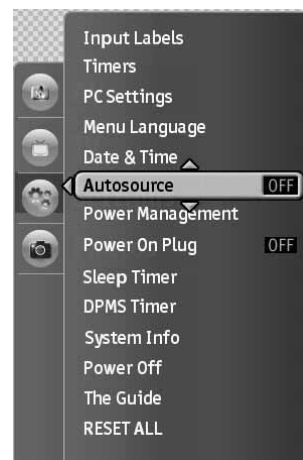 Input Labels
Timers
PC Settings
Menu Language
Date & Time
Autosource OFF
Power Management
Power On Plug OFF
Sleep Timer
DPMS Timer
System Info
Power Off
The Guide
RESET ALL